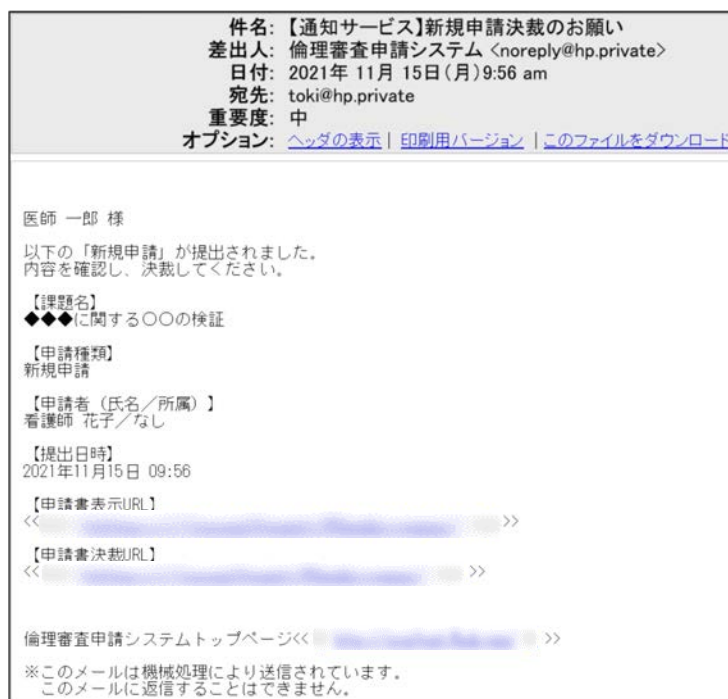 件名: 【通知サービス】新規申請決裁のお願い
差出人: 倫理審査申請システム <noreply@hp.private>
日付: 2021年 11月 15日(月)9:56 am
宛先: toki@hp.private
重要度: 中
オプション: ヘッダの表示 | 印刷用バージョン | このファイルをダウンロード
医師 一郎 様
以下の「新規申請」が提出されました。
内容を確認し、決裁してください。
【課題名】
◆◆◆に関する〇〇の検証
【申請種類】
新規申請
【申請者（氏名／所属）】
看護師 花子／なし
【提出日時】
2021年11月15日 09:56
【申請書表示URL】
<< >>
【申請書決裁URL】
<< >>
倫理審査申請システムトップページ<< >>
※このメールは機械処理により送信されています。
このメールに返信することはできません。